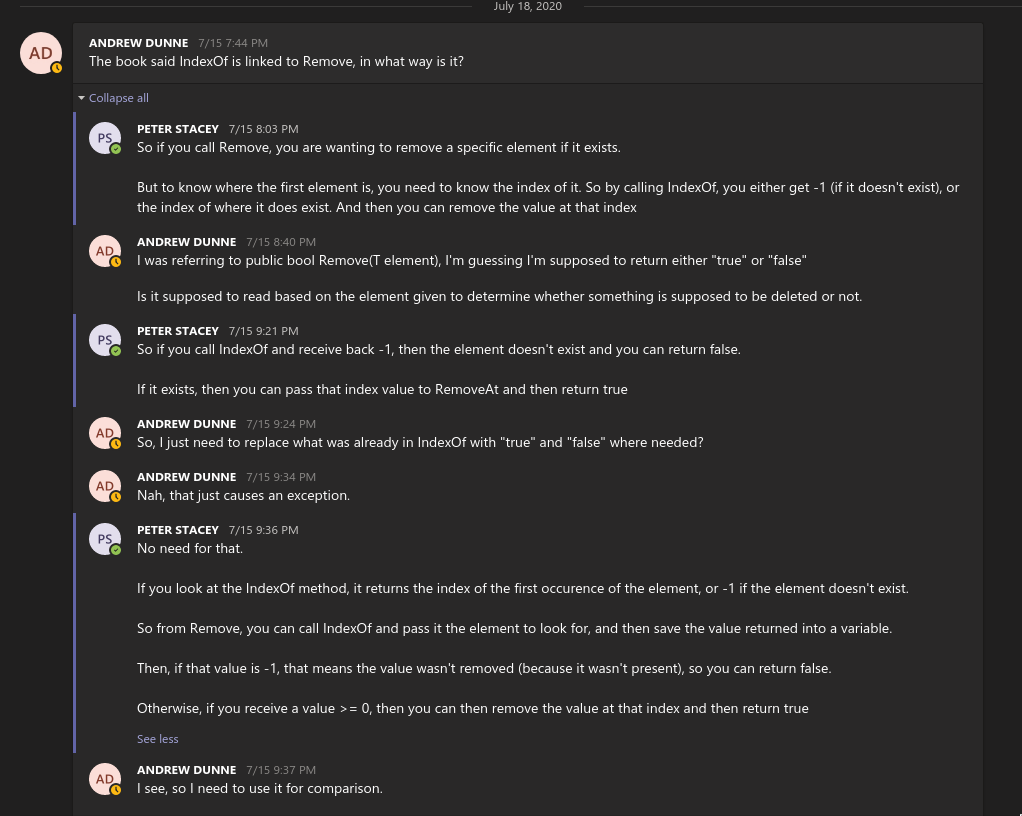 July 18, 2020
AD
ANDREW DUNNE 7/15 7:44 PM
The book said IndexOf is linked to Remove, in what way is it?
Collapse all
PS
PETER STACEY 7/15 8:03 PM
So if you call Remove, you are wanting to remove a specific element if it exists.
But to know where the first element is, you need to know the index of it. So by calling IndexOf, you either get -1 (if it doesn't exist), or
the index of where it does exist. And then you can remove the value at that index
AD
ANDREW DUNNE 7/15 8:40 PM
I was referring to public bool Remove(T element), I'm guessing I'm supposed to return either "true" or "false"
Is it supposed to read based on the element given to determine whether something is supposed to be deleted or not.
PS
PETER STACEY 7/15 9:21 PM
So if you call IndexOf and receive back -1, then the element doesn't exist and you can return false.
If it exists, then you can pass that index value to RemoveAt and then return true
AD
ANDREW DUNNE 7/15 9:24 PM
So, I just need to replace what was already in IndexOf with "true" and "false" where needed?
AD
ANDREW DUNNE 7/15 9:34 PM
Nah, that just causes an exception.
PS
PETER STACEY 7/15 9:36 PM
No need for that.
If you look at the IndexOf method, it returns the index of the first occurence of the element, or -1 if the element doesn't exist.
So from Remove, you can call IndexOf and pass it the element to look for, and then save the value returned into a variable.
Then, if that value is -1, that means the value wasn't removed (because it wasn't present), so you can return false.
Otherwise, if you receive a value >= 0, then you can then remove the value at that index and then return true
See less
AD
ANDREW DUNNE 7/15 9:37 PM
I see, so I need to use it for comparison.